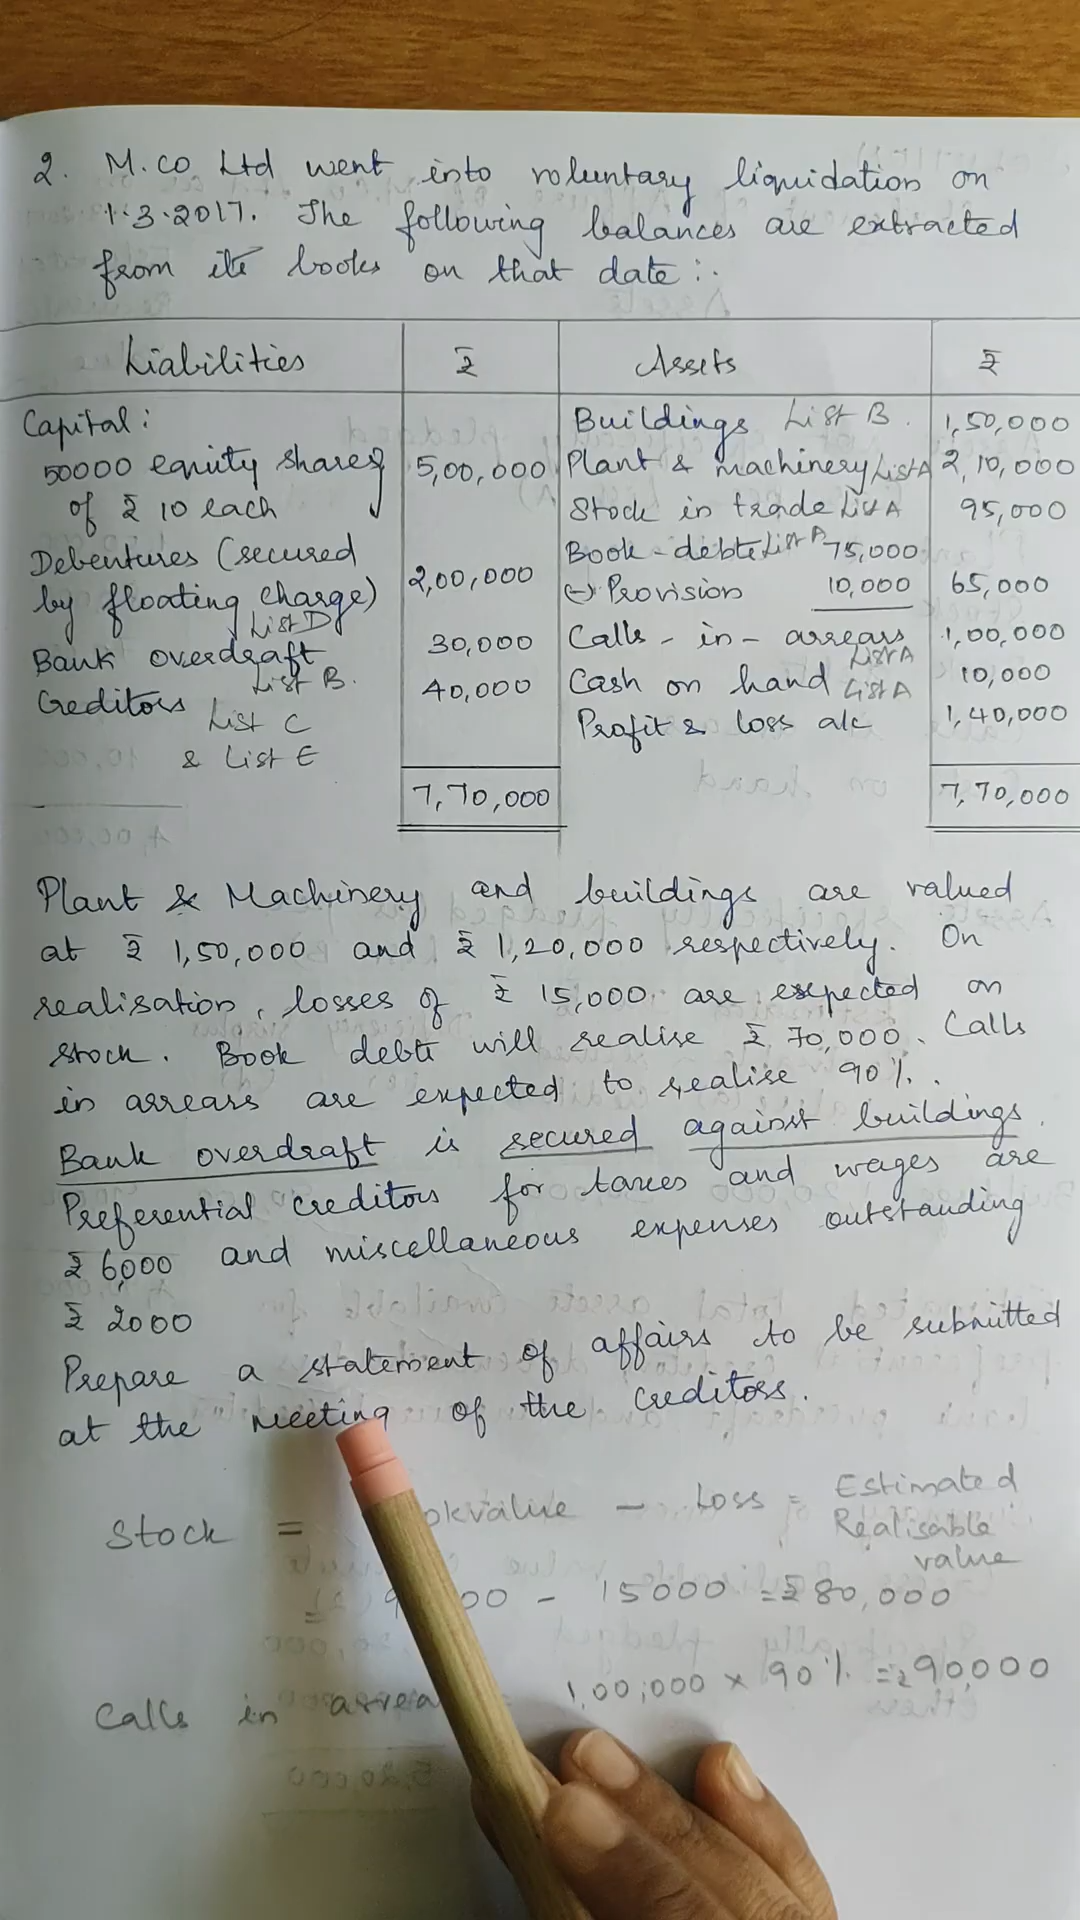 2. M.CO Ltd went into voluntary liquidation on
1.3.2017. The following balances are extracted
from its books on that date:.
Liabilities ₹ Assets ₹
Capital: Buildings List B. 1,50,000
50000 equity shares 5,00,000 Plant & machinery List A 2,10,000
of ₹ 10 each Stock in trade List A 95,000
Debentures (secured 2,00,000 Book-debts List A 75,000
by floating charge) (-) Provision 10,000 65,000
List D
Bank overdraft 30,000 Calls-in-arrears 1,00,000
List B. List A
Creditors 40,000 Cash on hand List A 10,000
List C Profit & loss a/c 1,40,000
& List E
7,70,000 7,70,000
Plant & Machinery and buildings are valued
at ₹ 1,50,000 and ₹ 1,20,000 respectively. On
realisation, losses of ₹ 15,000 are expected on
stock. Book debts will realise ₹ 70,000. Calls
in arrears are expected to realise 90%.
Bank overdraft is secured against buildings.
Preferential creditors for taxes and wages are
₹ 6,000 and miscellaneous expenses outstanding
₹ 2000
Prepare a statement of affairs to be submitted
at the meeting of the creditors.
Stock = value - Loss = Estimated
Realisable
value
= - 15000 = ₹80,000
Calls in 1,00,000 × 90% = ₹90,000